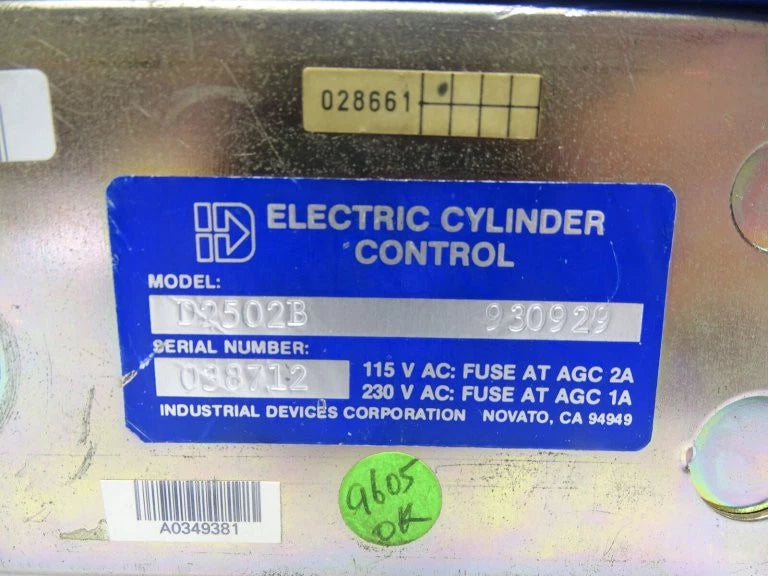 028661
ID ELECTRIC CYLINDER
CONTROL
MODEL:
D2502B 930929
SERIAL NUMBER:
038712
115 V AC: FUSE AT AGC 2A
230 V AC: FUSE AT AGC 1A
INDUSTRIAL DEVICES CORPORATION NOVATO, CA 94949
A0349381
9605
OK